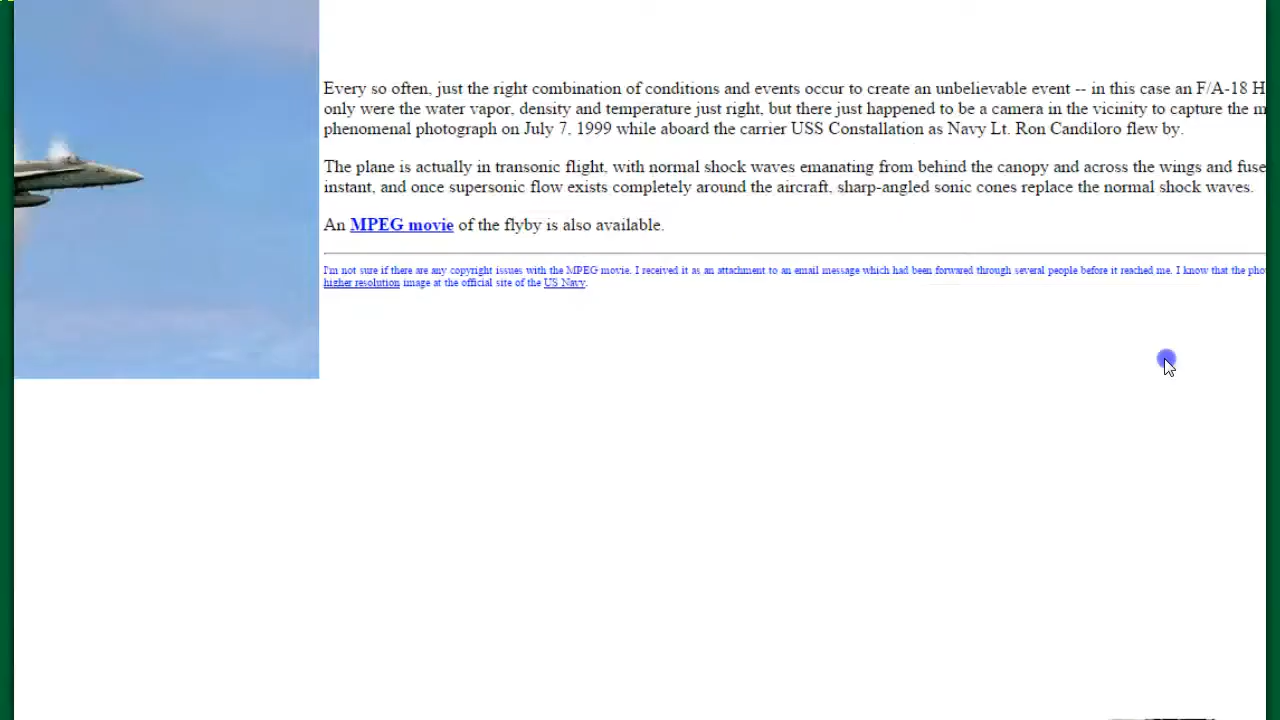 Every so often, just the right combination of conditions and events occur to create an unbelievable event -- in this case an F/A-18 H
only were the water vapor, density and temperature just right, but there just happened to be a camera in the vicinity to capture the m
phenomenal photograph on July 7, 1999 while aboard the carrier USS Constallation as Navy Lt. Ron Candiloro flew by.
The plane is actually in transonic flight, with normal shock waves emanating from behind the canopy and across the wings and fuse
instant, and once supersonic flow exists completely around the aircraft, sharp-angled sonic cones replace the normal shock waves.
An MPEG movie of the flyby is also available.
I'm not sure if there are any copyright issues with the MPEG movie. I received it as an attachment to an email message which had been forwared through several people before it reached me. I know that the pho
higher resolution image at the official site of the US Navy.